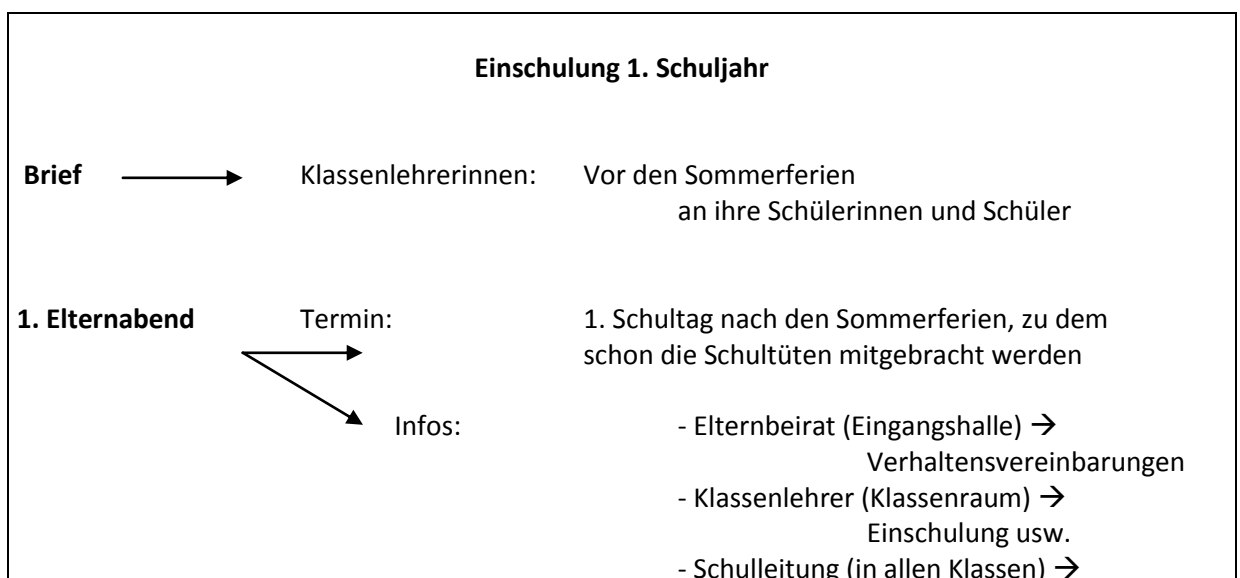 Einschulung 1. Schuljahr
Brief Klassenlehrerinnen: Vor den Sommerferien
an ihre Schülerinnen und Schüler
1. Elternabend Termin: 1. Schultag nach den Sommerferien, zu dem
schon die Schultüten mitgebracht werden
Infos: - Elternbeirat (Eingangshalle) →
Verhaltensvereinbarungen
- Klassenlehrer (Klassenraum) →
Einschulung usw.
- Schulleitung (in allen Klassen) →